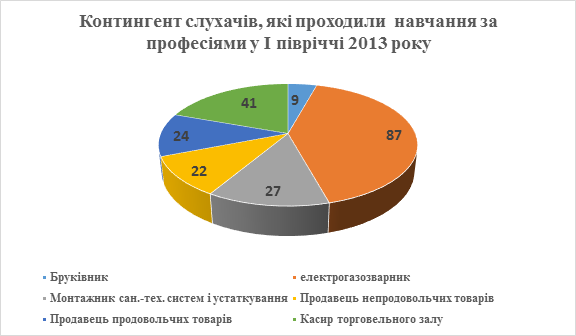 Контингент слухачів, які проходили навчання за
професіями у І півріччі 2013 року
9
87
27
22
24
41
Бруківник
електрогазозварник
Монтажник сан.-тех. систем і устаткування
Продавець непродовольчих товарів
Продавець продовольчих товарів
Касир торговельного залу